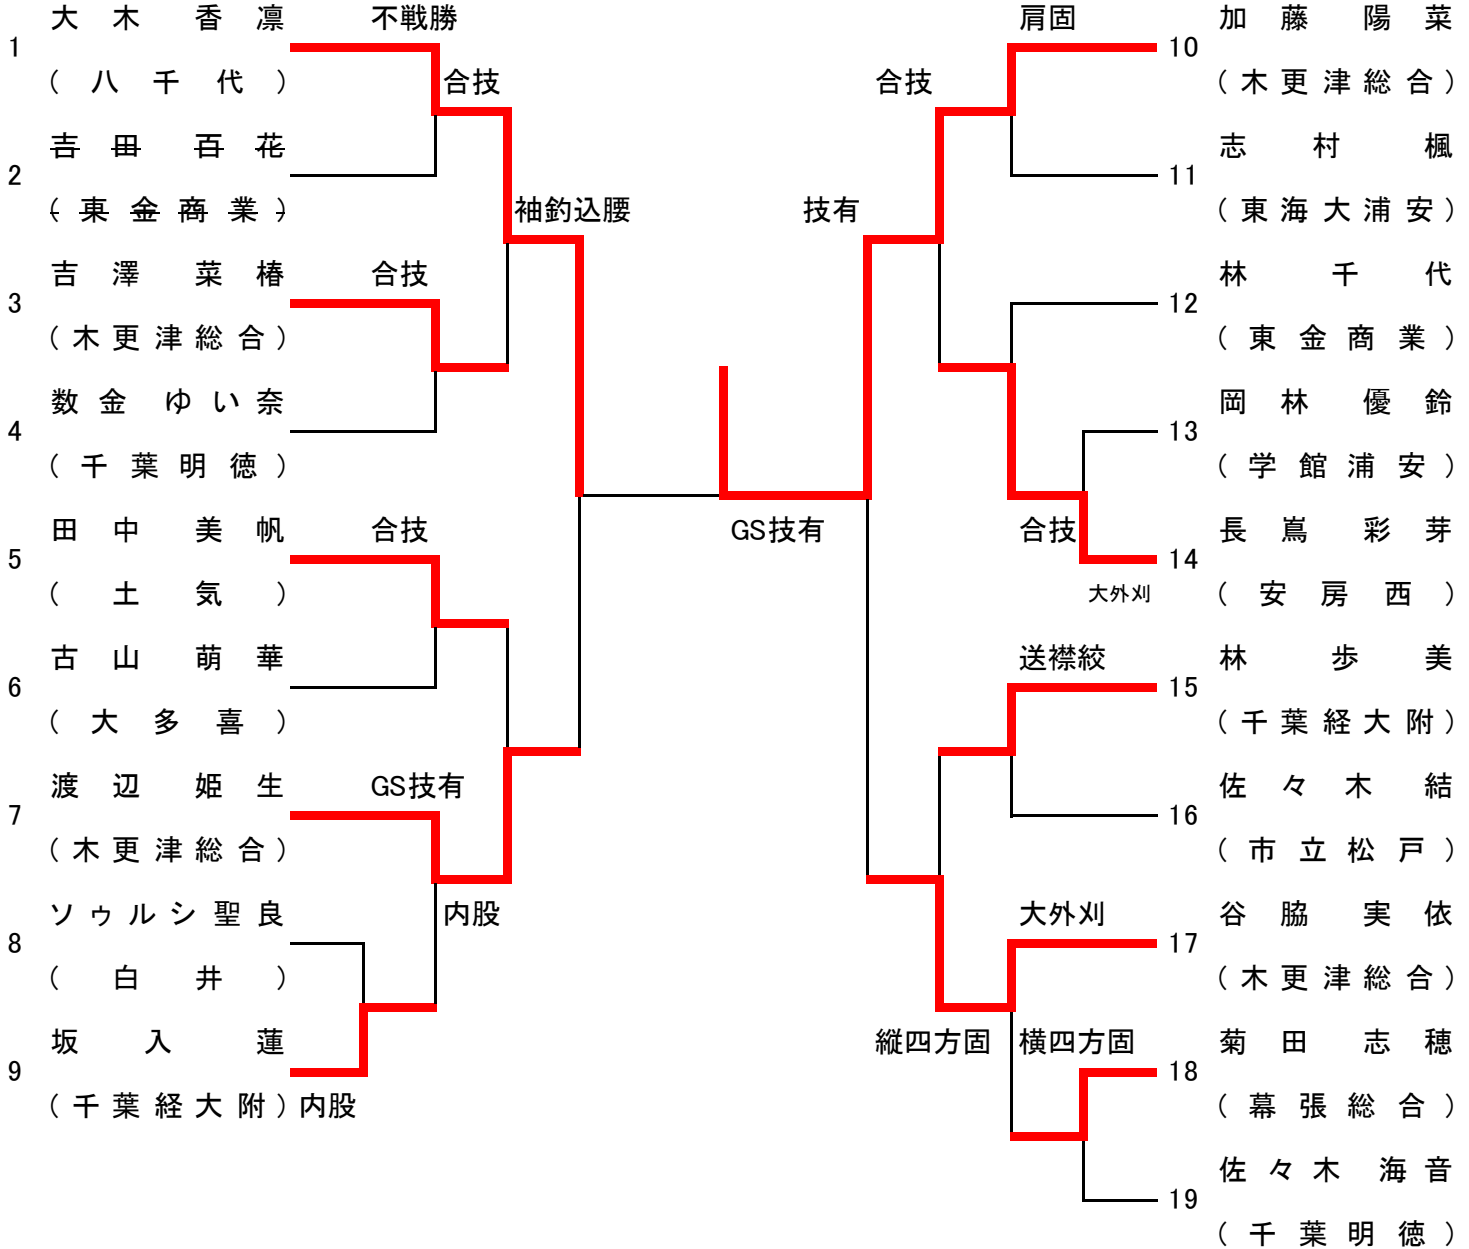 大木 香凛 不戦勝
1
(八千代) 合技
吉田 百花
2
(東金商業) 袖釣込腰
吉澤 菜椿 合技
3
(木更津総合)
数金 ゆい奈
4
(千葉明徳)
田中 美帆 合技
5
(土気)
古山 萌華
6
(大多喜)
渡辺 姫生 GS技有
7
(木更津総合)
ソゥルシ聖良 内股
8
(白井)
坂入 蓮
9
(千葉経大附) 内股
GS技有
肩固 加藤 陽菜
10
合技 (木更津総合)
志村 楓
11
技有 (東海大浦安)
林 千代
12
(東金商業)
岡林 優鈴
13
(学館浦安)
合技 長嶌 彩芽
14
大外刈 (安房西)
送襟絞 林 歩美
15
(千葉経大附)
佐々木 結
16
(市立松戸)
大外刈 谷脇 実依
17
(木更津総合)
縦四方固 横四方固 菊田 志穂
18
(幕張総合)
佐々木 海音
19
(千葉明徳)